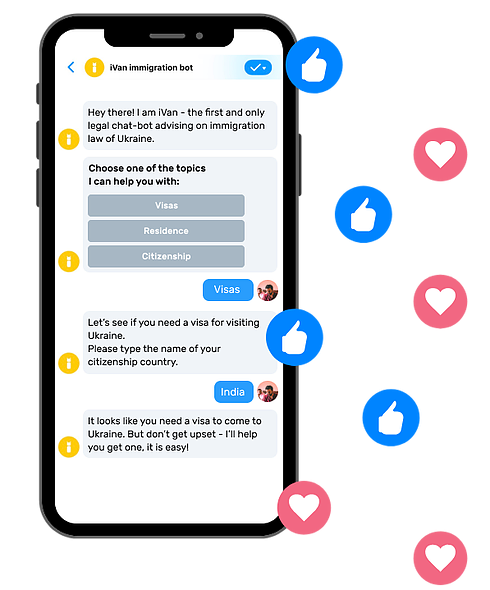 iVan immigration bot
Hey there! I am iVan - the first and only
legal chat-bot advising on immigration
law of Ukraine.
Choose one of the topics
I can help you with:
Visas
Residence
Citizenship
Visas
Let's see if you need a visa for visiting
Ukraine.
Please type the name of your
citizenship country.
India
It looks like you need a visa to come to
Ukraine. But don't get upset - I'll help
you get one, it is easy!